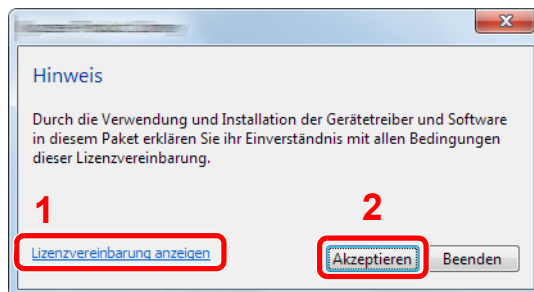 Hinweis
Durch die Verwendung und Installation der Gerätetreiber und Software
in diesem Paket erklären Sie ihr Einverständnis mit allen Bedingungen
dieser Lizenzvereinbarung.
1
2
Lizenzvereinbarung anzeigen
Akzeptieren
Beenden